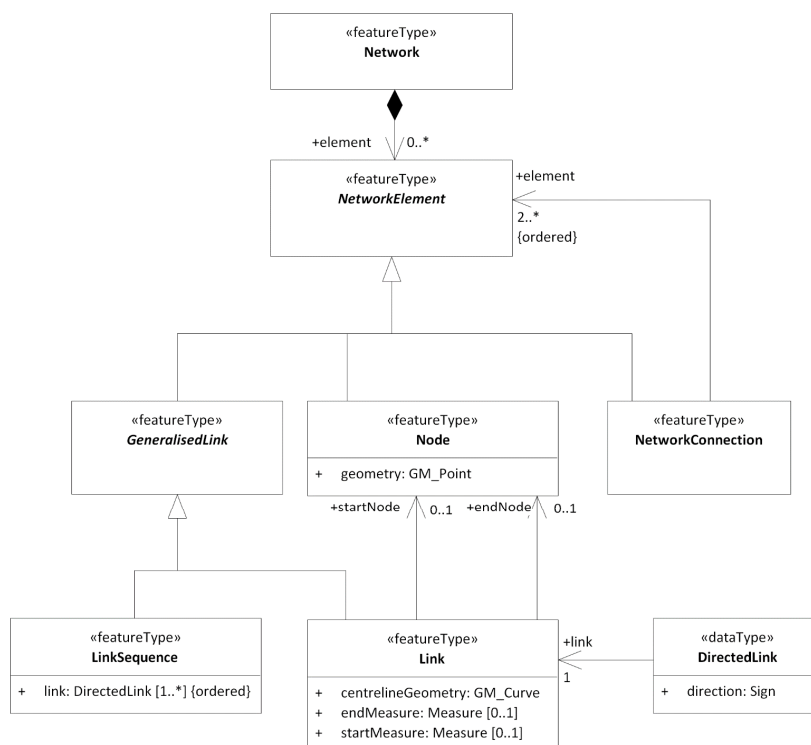 «featureType»
Network
+element 0..*
«featureType»
NetworkElement
+element
2..*
{ordered}
«featureType»
GeneralisedLink
«featureType»
Node
+ geometry: GM_Point
«featureType»
NetworkConnection
+startNode 0..1 +endNode 0..1
«featureType»
LinkSequence
+ link: DirectedLink [1..*] {ordered}
«featureType»
Link
+ centrelineGeometry: GM_Curve
+ endMeasure: Measure [0..1]
+ startMeasure: Measure [0..1]
+link
1
«dataType»
DirectedLink
+ direction: Sign